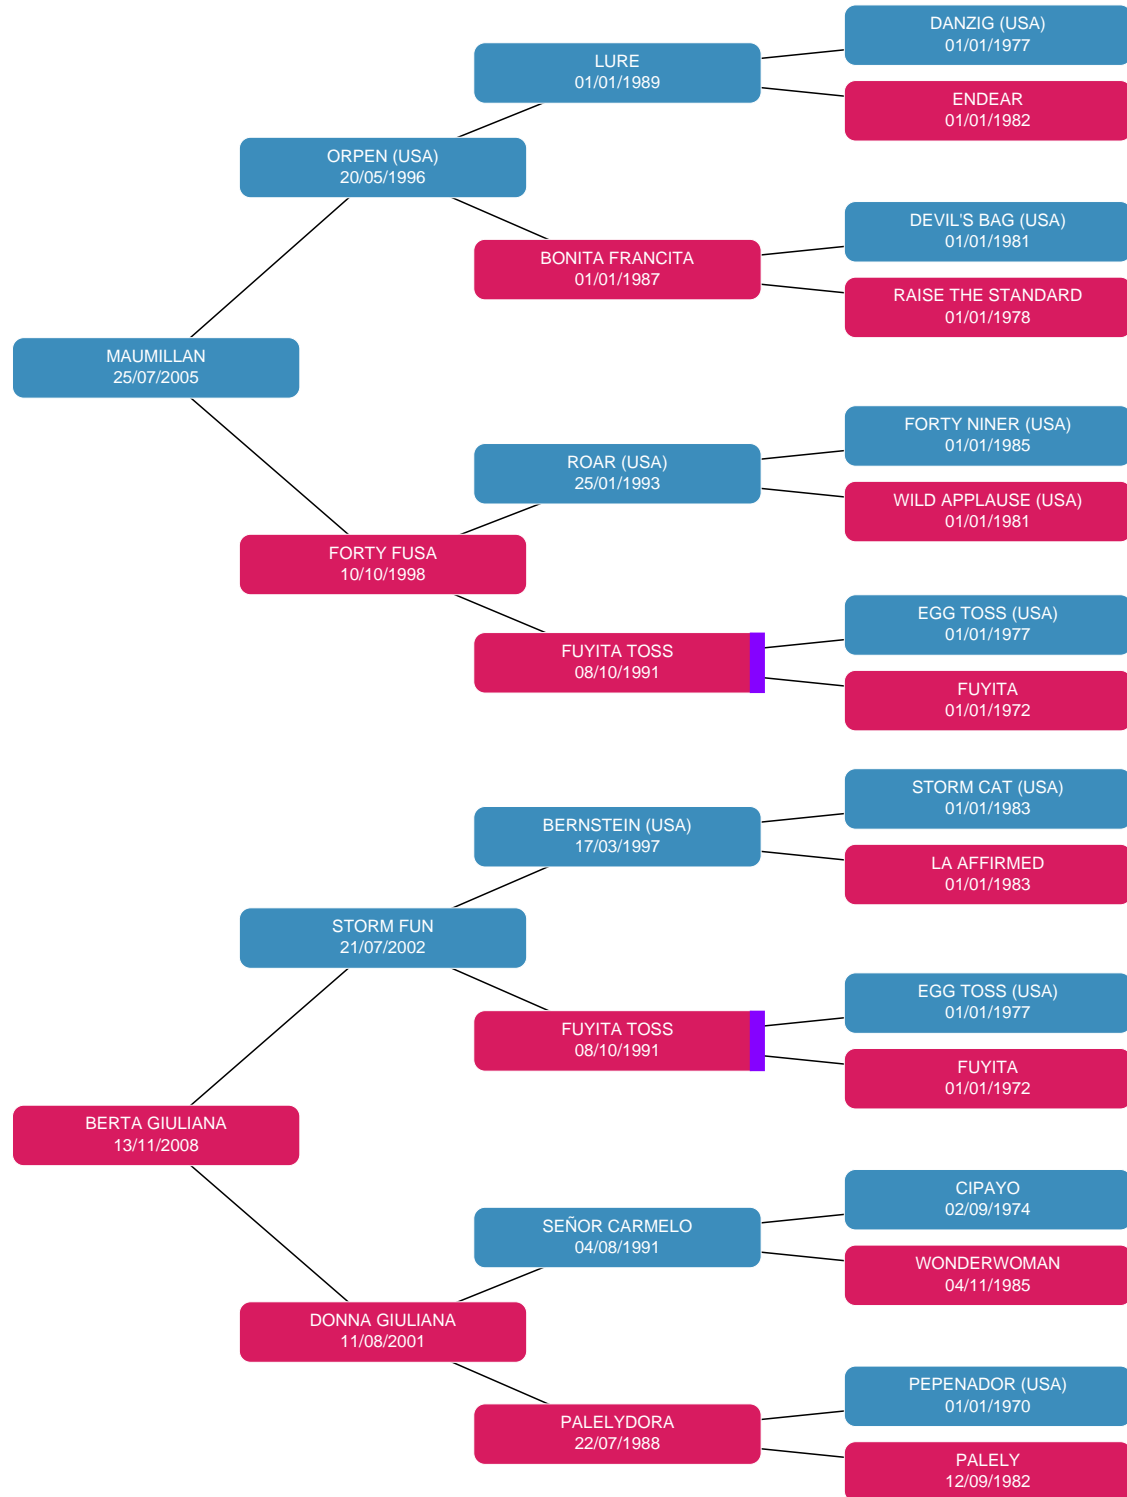 DANZIG (USA)
01/01/1977
LURE
01/01/1989
ENDEAR
01/01/1982
ORPEN (USA)
20/05/1996
DEVIL'S BAG (USA)
01/01/1981
BONITA FRANCITA
01/01/1987
RAISE THE STANDARD
01/01/1978
MAUMILLAN
25/07/2005
FORTY NINER (USA)
01/01/1985
ROAR (USA)
25/01/1993
WILD APPLAUSE (USA)
01/01/1981
FORTY FUSA
10/10/1998
EGG TOSS (USA)
01/01/1977
FUYITA TOSS
08/10/1991
FUYITA
01/01/1972
STORM CAT (USA)
01/01/1983
BERNSTEIN (USA)
17/03/1997
LA AFFIRMED
01/01/1983
STORM FUN
21/07/2002
EGG TOSS (USA)
01/01/1977
FUYITA TOSS
08/10/1991
FUYITA
01/01/1972
BERTA GIULIANA
13/11/2008
CIPAYO
02/09/1974
SEÑOR CARMELO
04/08/1991
WONDERWOMAN
04/11/1985
DONNA GIULIANA
11/08/2001
PEPENADOR (USA)
01/01/1970
PALELYDORA
22/07/1988
PALELY
12/09/1982